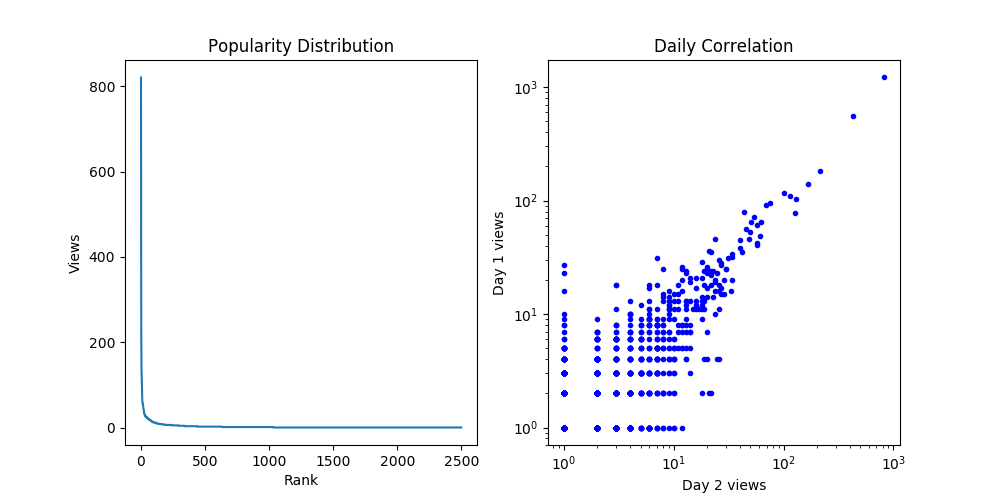 Popularity Distribution
Views
800
600
400
200
0
0 500 1000 1500 2000 2500
Rank
Daily Correlation
Day 1 views
10³
10²
10¹
10⁰
10⁰ 10¹ 10² 10³
Day 2 views